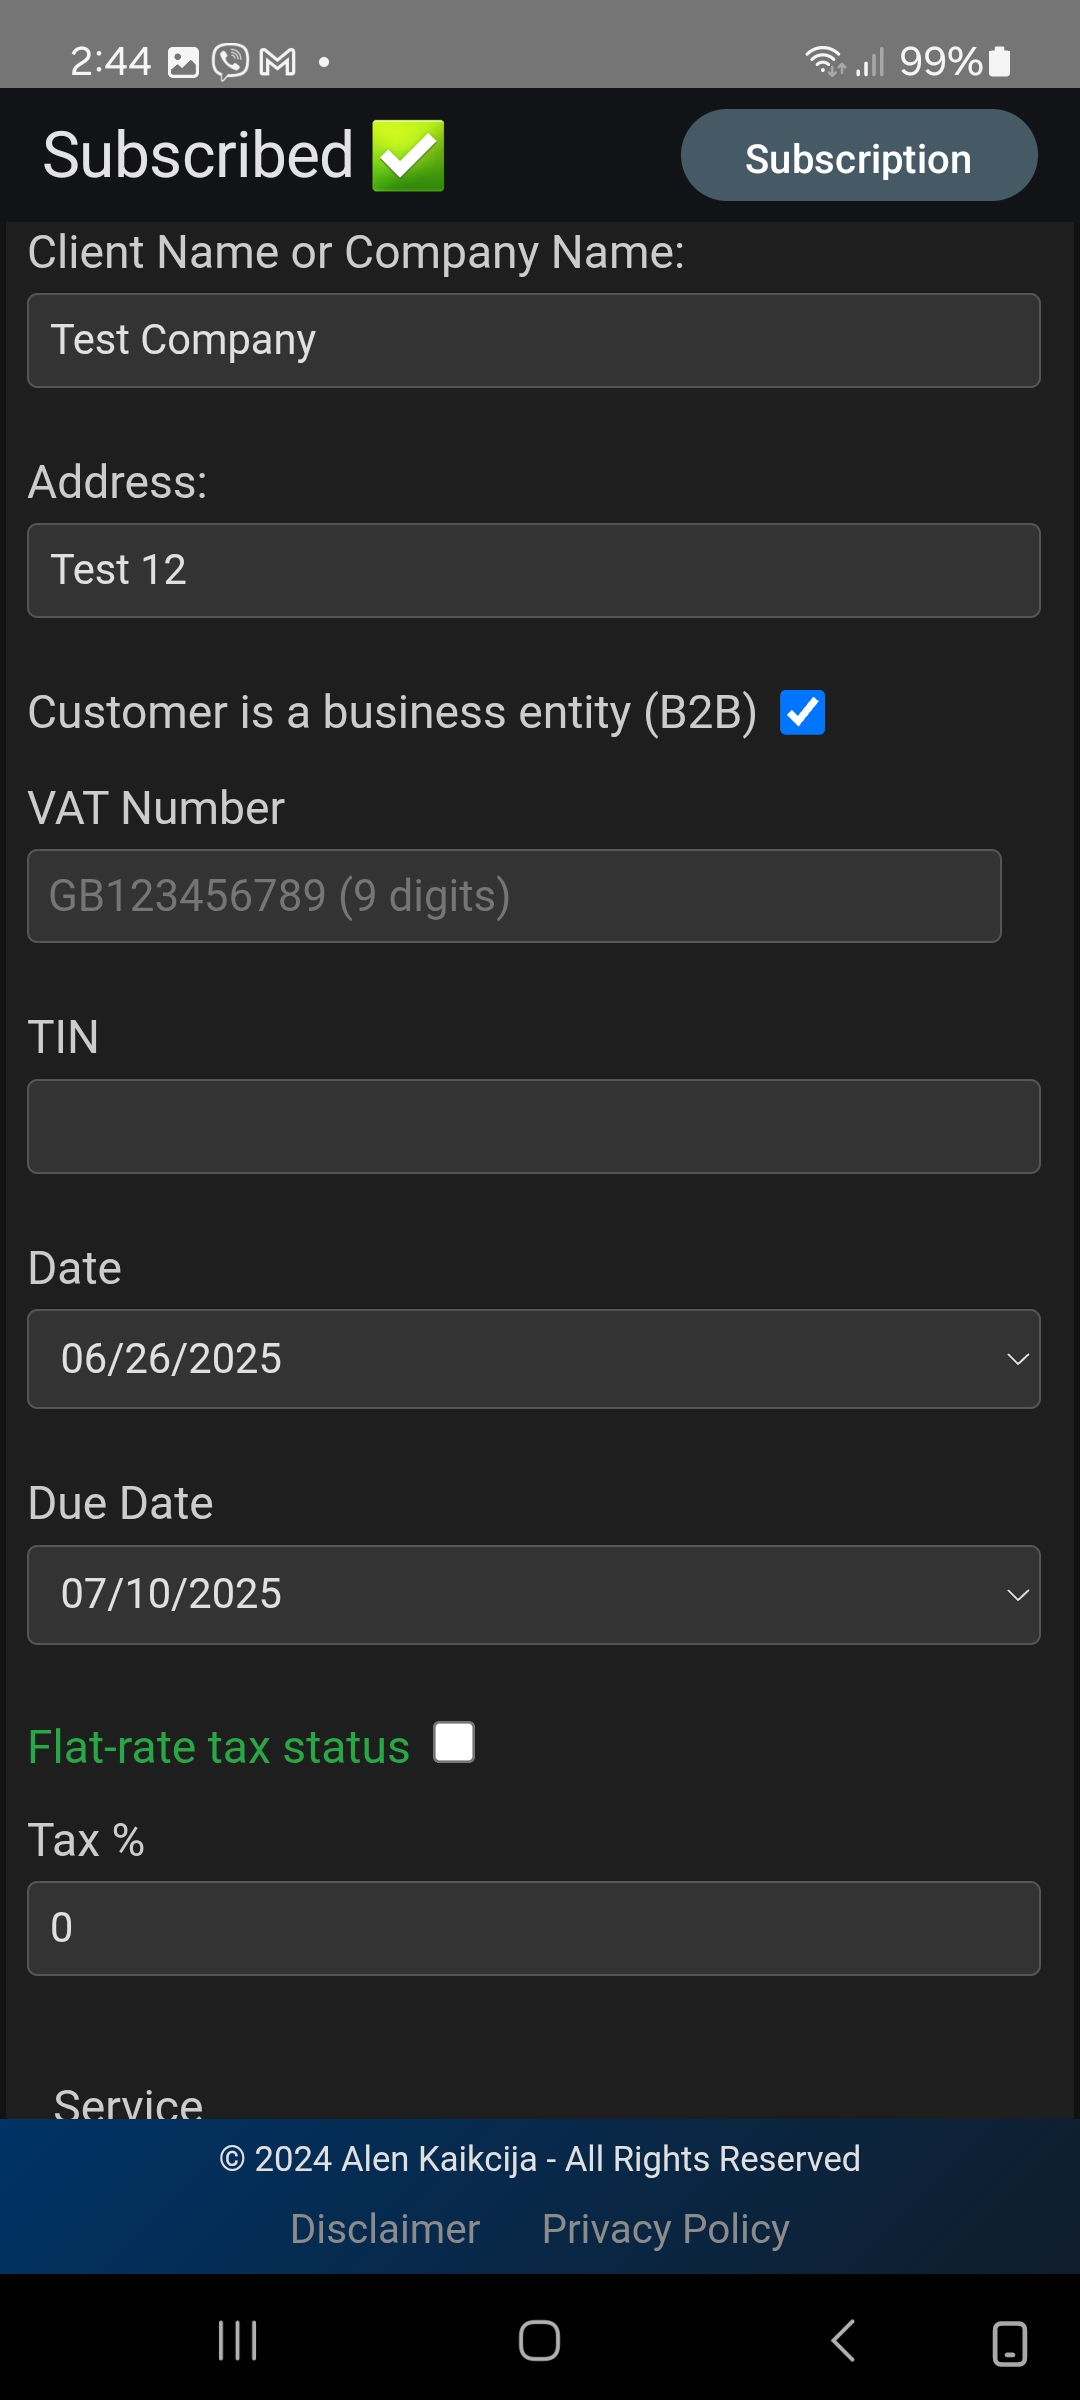 2:44
99%
Subscribed ✅
Subscription
Client Name or Company Name:
Test Company
Address:
Test 12
Customer is a business entity (B2B)
VAT Number
GB123456789 (9 digits)
TIN
Date
06/26/2025
Due Date
07/10/2025
Flat-rate tax status
Tax %
0
Service
© 2024 Alen Kaikcija - All Rights Reserved
Disclaimer Privacy Policy